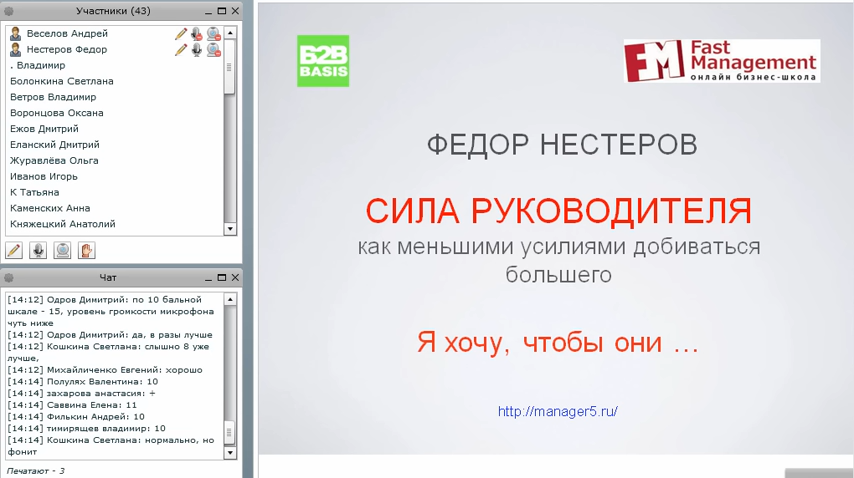 Участники (43)
Веселов Андрей
Нестеров Федор
. Владимир
Болонкина Светлана
Ветров Владимир
Воронцова Оксана
Ежов Дмитрий
Еланский Дмитрий
Журавлёва Ольга
Иванов Игорь
К Татьяна
Каменских Анна
Княжецкий Анатолий
Чат
[14:12] Одров Димитрий: по 10 бальной
шкале - 15, уровень громкости микрофона
чуть ниже
[14:12] Одров Димитрий: да, в разы лучше
[14:12] Кошкина Светлана: слышно 8 уже
лучше,
[14:12] Михайличенко Евгений: хорошо
[14:14] Полулях Валентина: 10
[14:14] захарова анастасия: +
[14:14] Саввина Елена: 11
[14:14] Филькин Андрей: 10
[14:14] тимирящев владимир: 10
[14:14] Кошкина Светлана: нормально, но
фонит
Печатают - 3
Б2B
BASIS
FM
Fast
Management
онлайн бизнес-школа
ФЕДОР НЕСТЕРОВ
СИЛА РУКОВОДИТЕЛЯ
как меньшими усилиями добиваться
большего
Я хочу, чтобы они ...
http://manager5.ru/